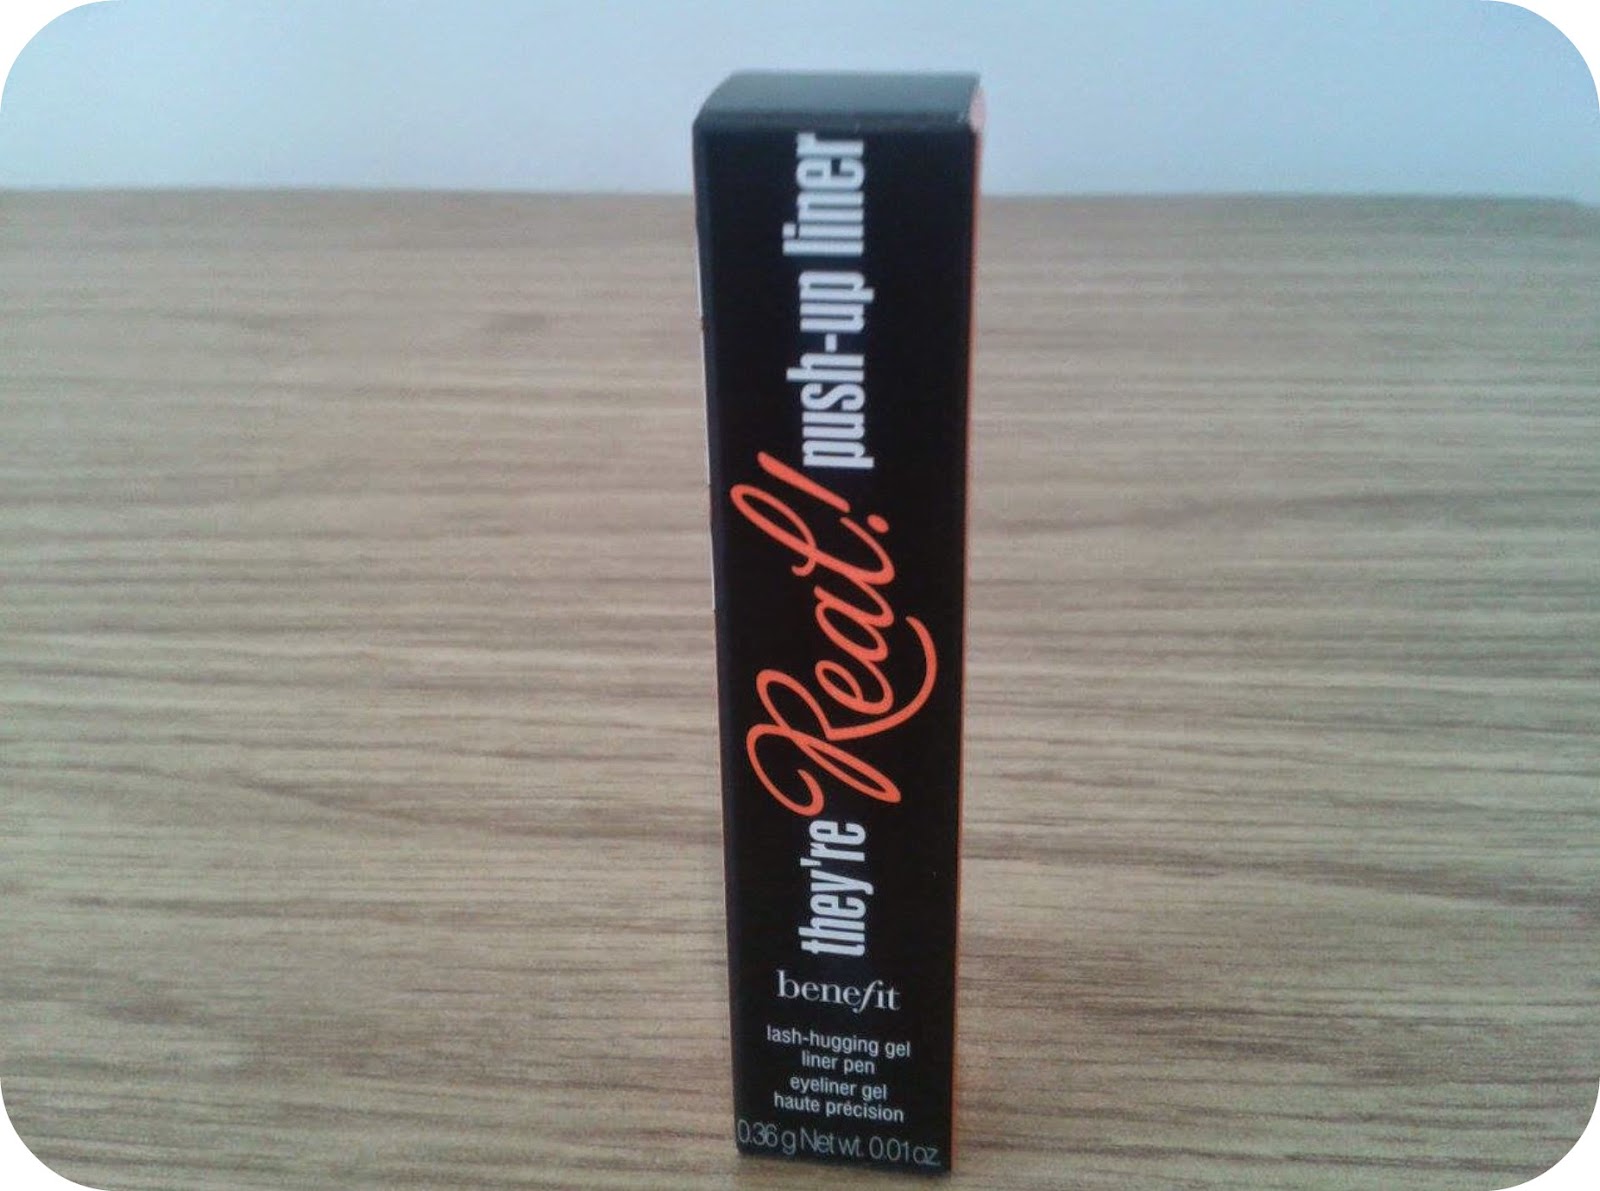 they're Real! push-up liner
benefit
lash-hugging gel
liner pen
eyeliner gel
haute précision
0.36 g Net wt. 0.01 oz.